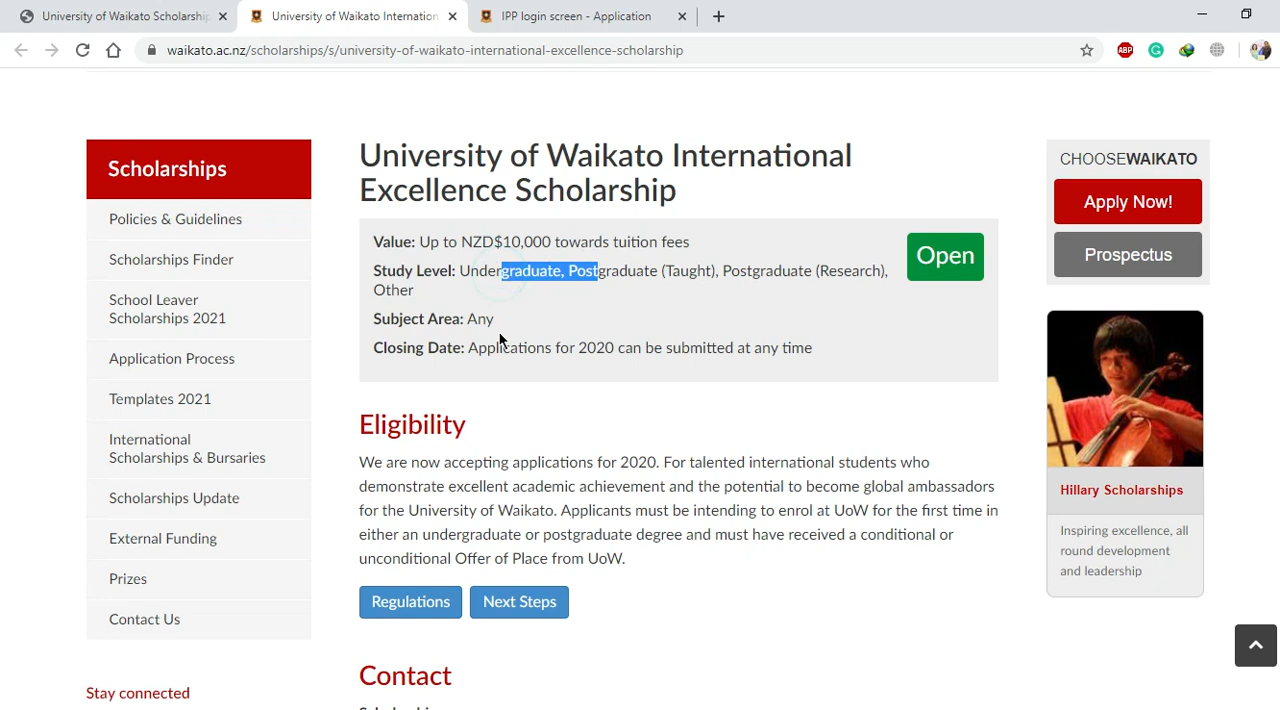 University of Waikato Scholarship
University of Waikato Internation
IPP login screen - Application
waikato.ac.nz/scholarships/s/university-of-waikato-international-excellence-scholarship
ABP
Scholarships
Policies & Guidelines
Scholarships Finder
School Leaver
Scholarships 2021
Application Process
Templates 2021
International
Scholarships & Bursaries
Scholarships Update
External Funding
Prizes
Contact Us
Stay connected
University of Waikato International
Excellence Scholarship
Value: Up to NZD$10,000 towards tuition fees
Study Level: Undergraduate, Postgraduate (Taught), Postgraduate (Research),
Other
Subject Area: Any
Closing Date: Applications for 2020 can be submitted at any time
Open
Eligibility
We are now accepting applications for 2020. For talented international students who
demonstrate excellent academic achievement and the potential to become global ambassadors
for the University of Waikato. Applicants must be intending to enrol at UoW for the first time in
either an undergraduate or postgraduate degree and must have received a conditional or
unconditional Offer of Place from UoW.
Regulations
Next Steps
Contact
CHOOSEWAIKATO
Apply Now!
Prospectus
Hillary Scholarships
Inspiring excellence, all
round development
and leadership